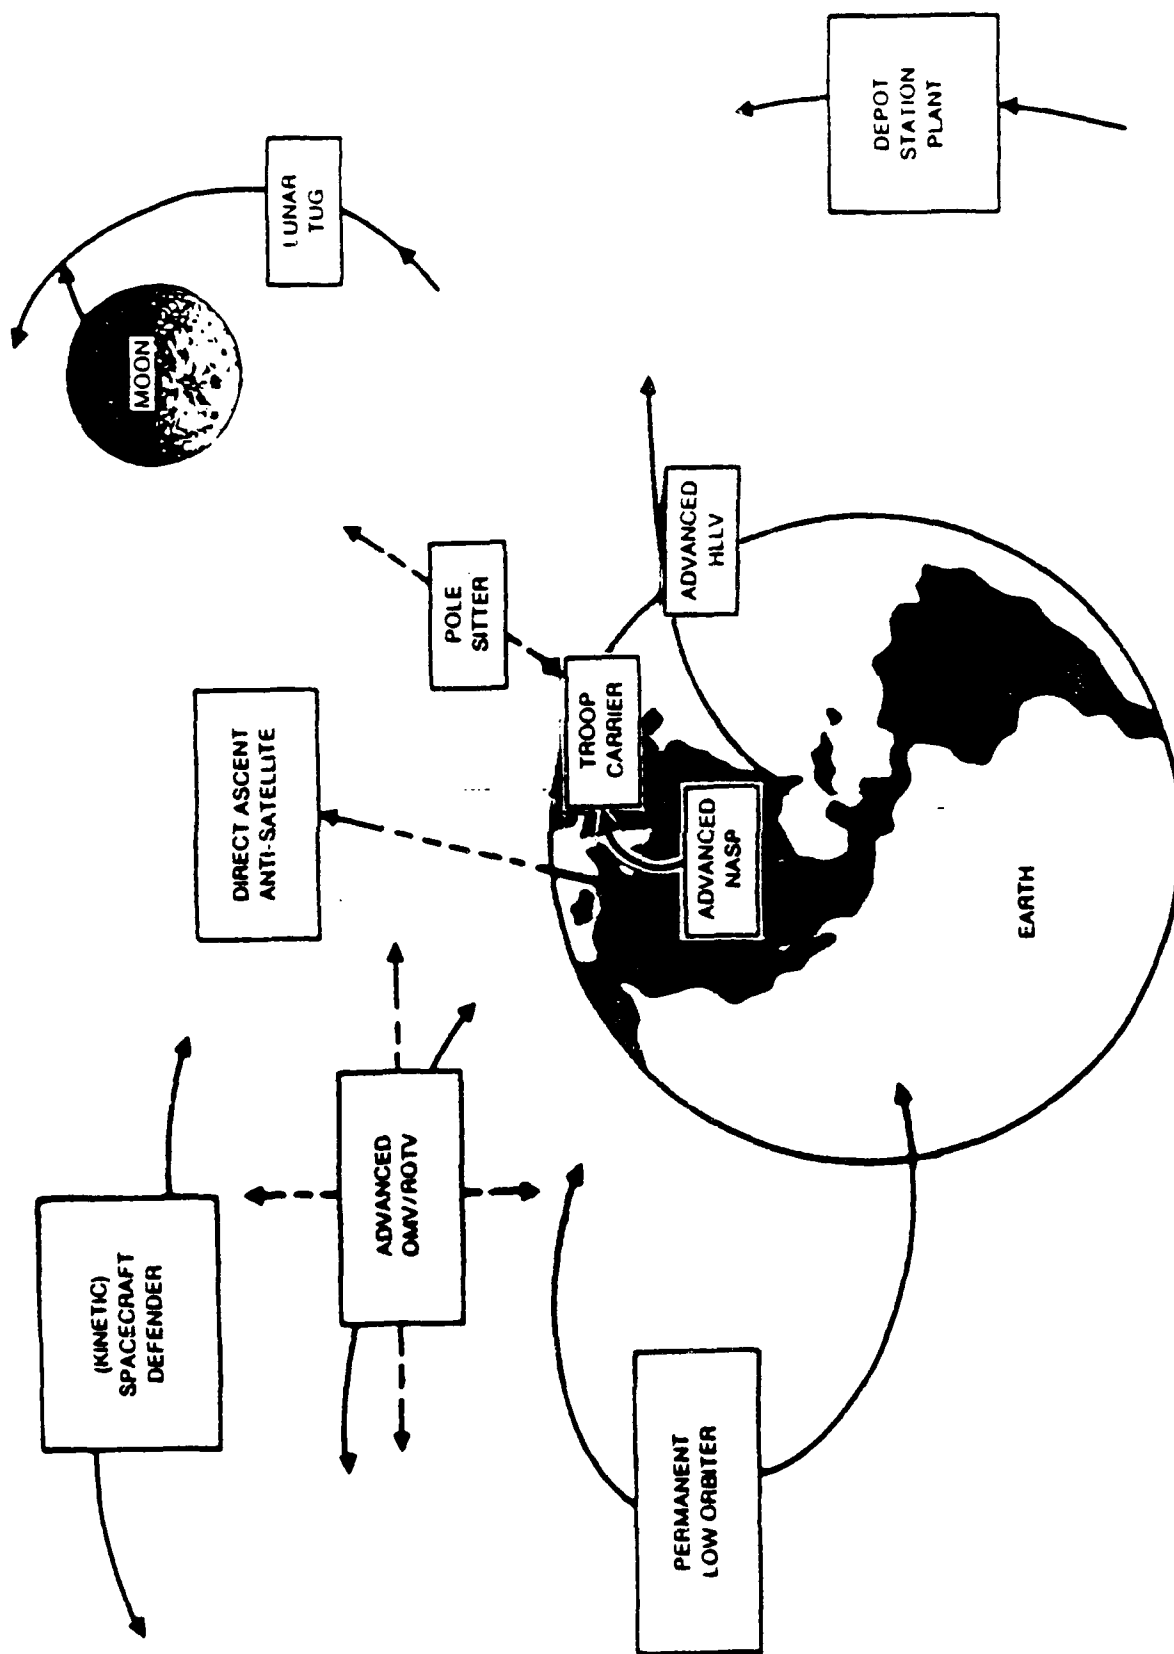 (KINETIC)
SPACECRAFT
DEFENDER
ADVANCED
OMV/ROTV
DIRECT ASCENT
ANTI-SATELLITE
MOON
LUNAR
TUG
POLE
SITTER
PERMANENT
LOW ORBITER
TROOP
CARRIER
ADVANCED
NASP
ADVANCED
HLLV
EARTH
DEPOT
STATION
PLANT